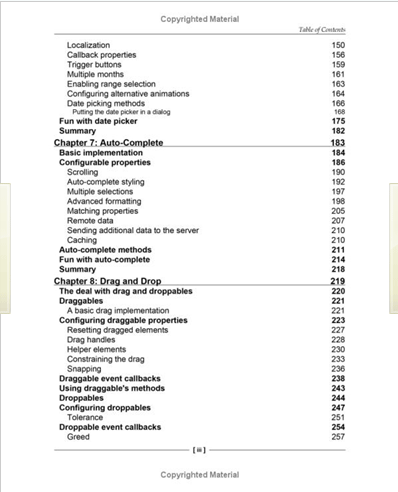 Copyrighted Material
Table of Contents
Localization 150
Callback properties 156
Trigger buttons 159
Multiple months 161
Enabling range selection 163
Configuring alternative animations 164
Date picking methods 166
Putting the date picker in a dialog 168
Fun with date picker 175
Summary 182
Chapter 7: Auto-Complete 183
Basic implementation 184
Configurable properties 186
Scrolling 190
Auto-complete styling 192
Multiple selections 197
Advanced formatting 198
Matching properties 205
Remote data 207
Sending additional data to the server 210
Caching 210
Auto-complete methods 211
Fun with auto-complete 214
Summary 218
Chapter 8: Drag and Drop 219
The deal with drag and droppables 220
Draggables 221
A basic drag implementation 221
Configuring draggable properties 223
Resetting dragged elements 227
Drag handles 228
Helper elements 230
Constraining the drag 233
Snapping 236
Draggable event callbacks 238
Using draggable's methods 243
Droppables 244
Configuring droppables 247
Tolerance 251
Droppable event callbacks 254
Greed 257
[ iii ]
Copyrighted Material